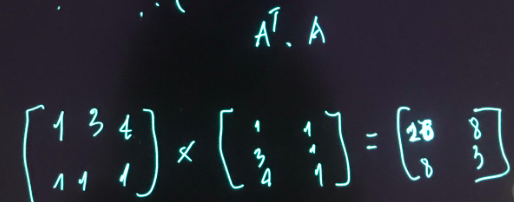 Aᵀ. A
[1 3 4
1 1 1] × [1 1
3 1
4 1] = [26 8
8 3]